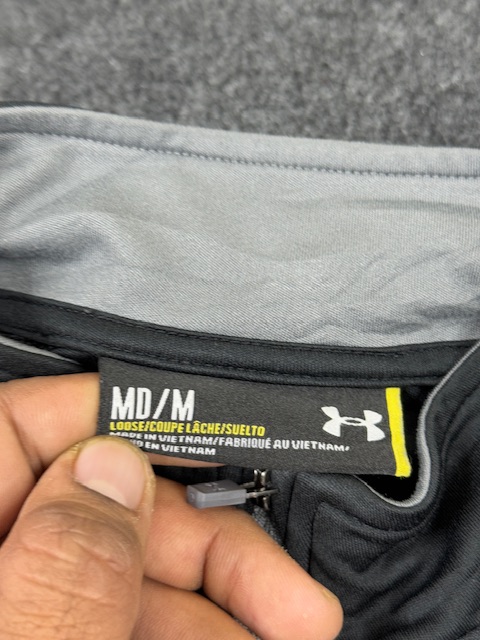 MD/M
LOOSE/COUPE LÂCHE/SUELTO
MADE IN VIETNAM/FABRIQUÉ AU VIETNAM/
EN VIETNAM